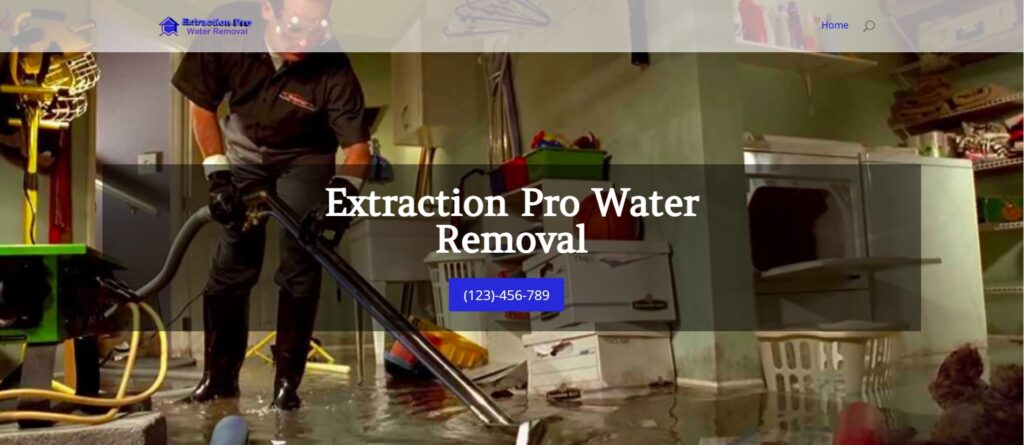 Extraction Pro
Water Removal
Home
Extraction Pro Water
Removal
(123)-456-789